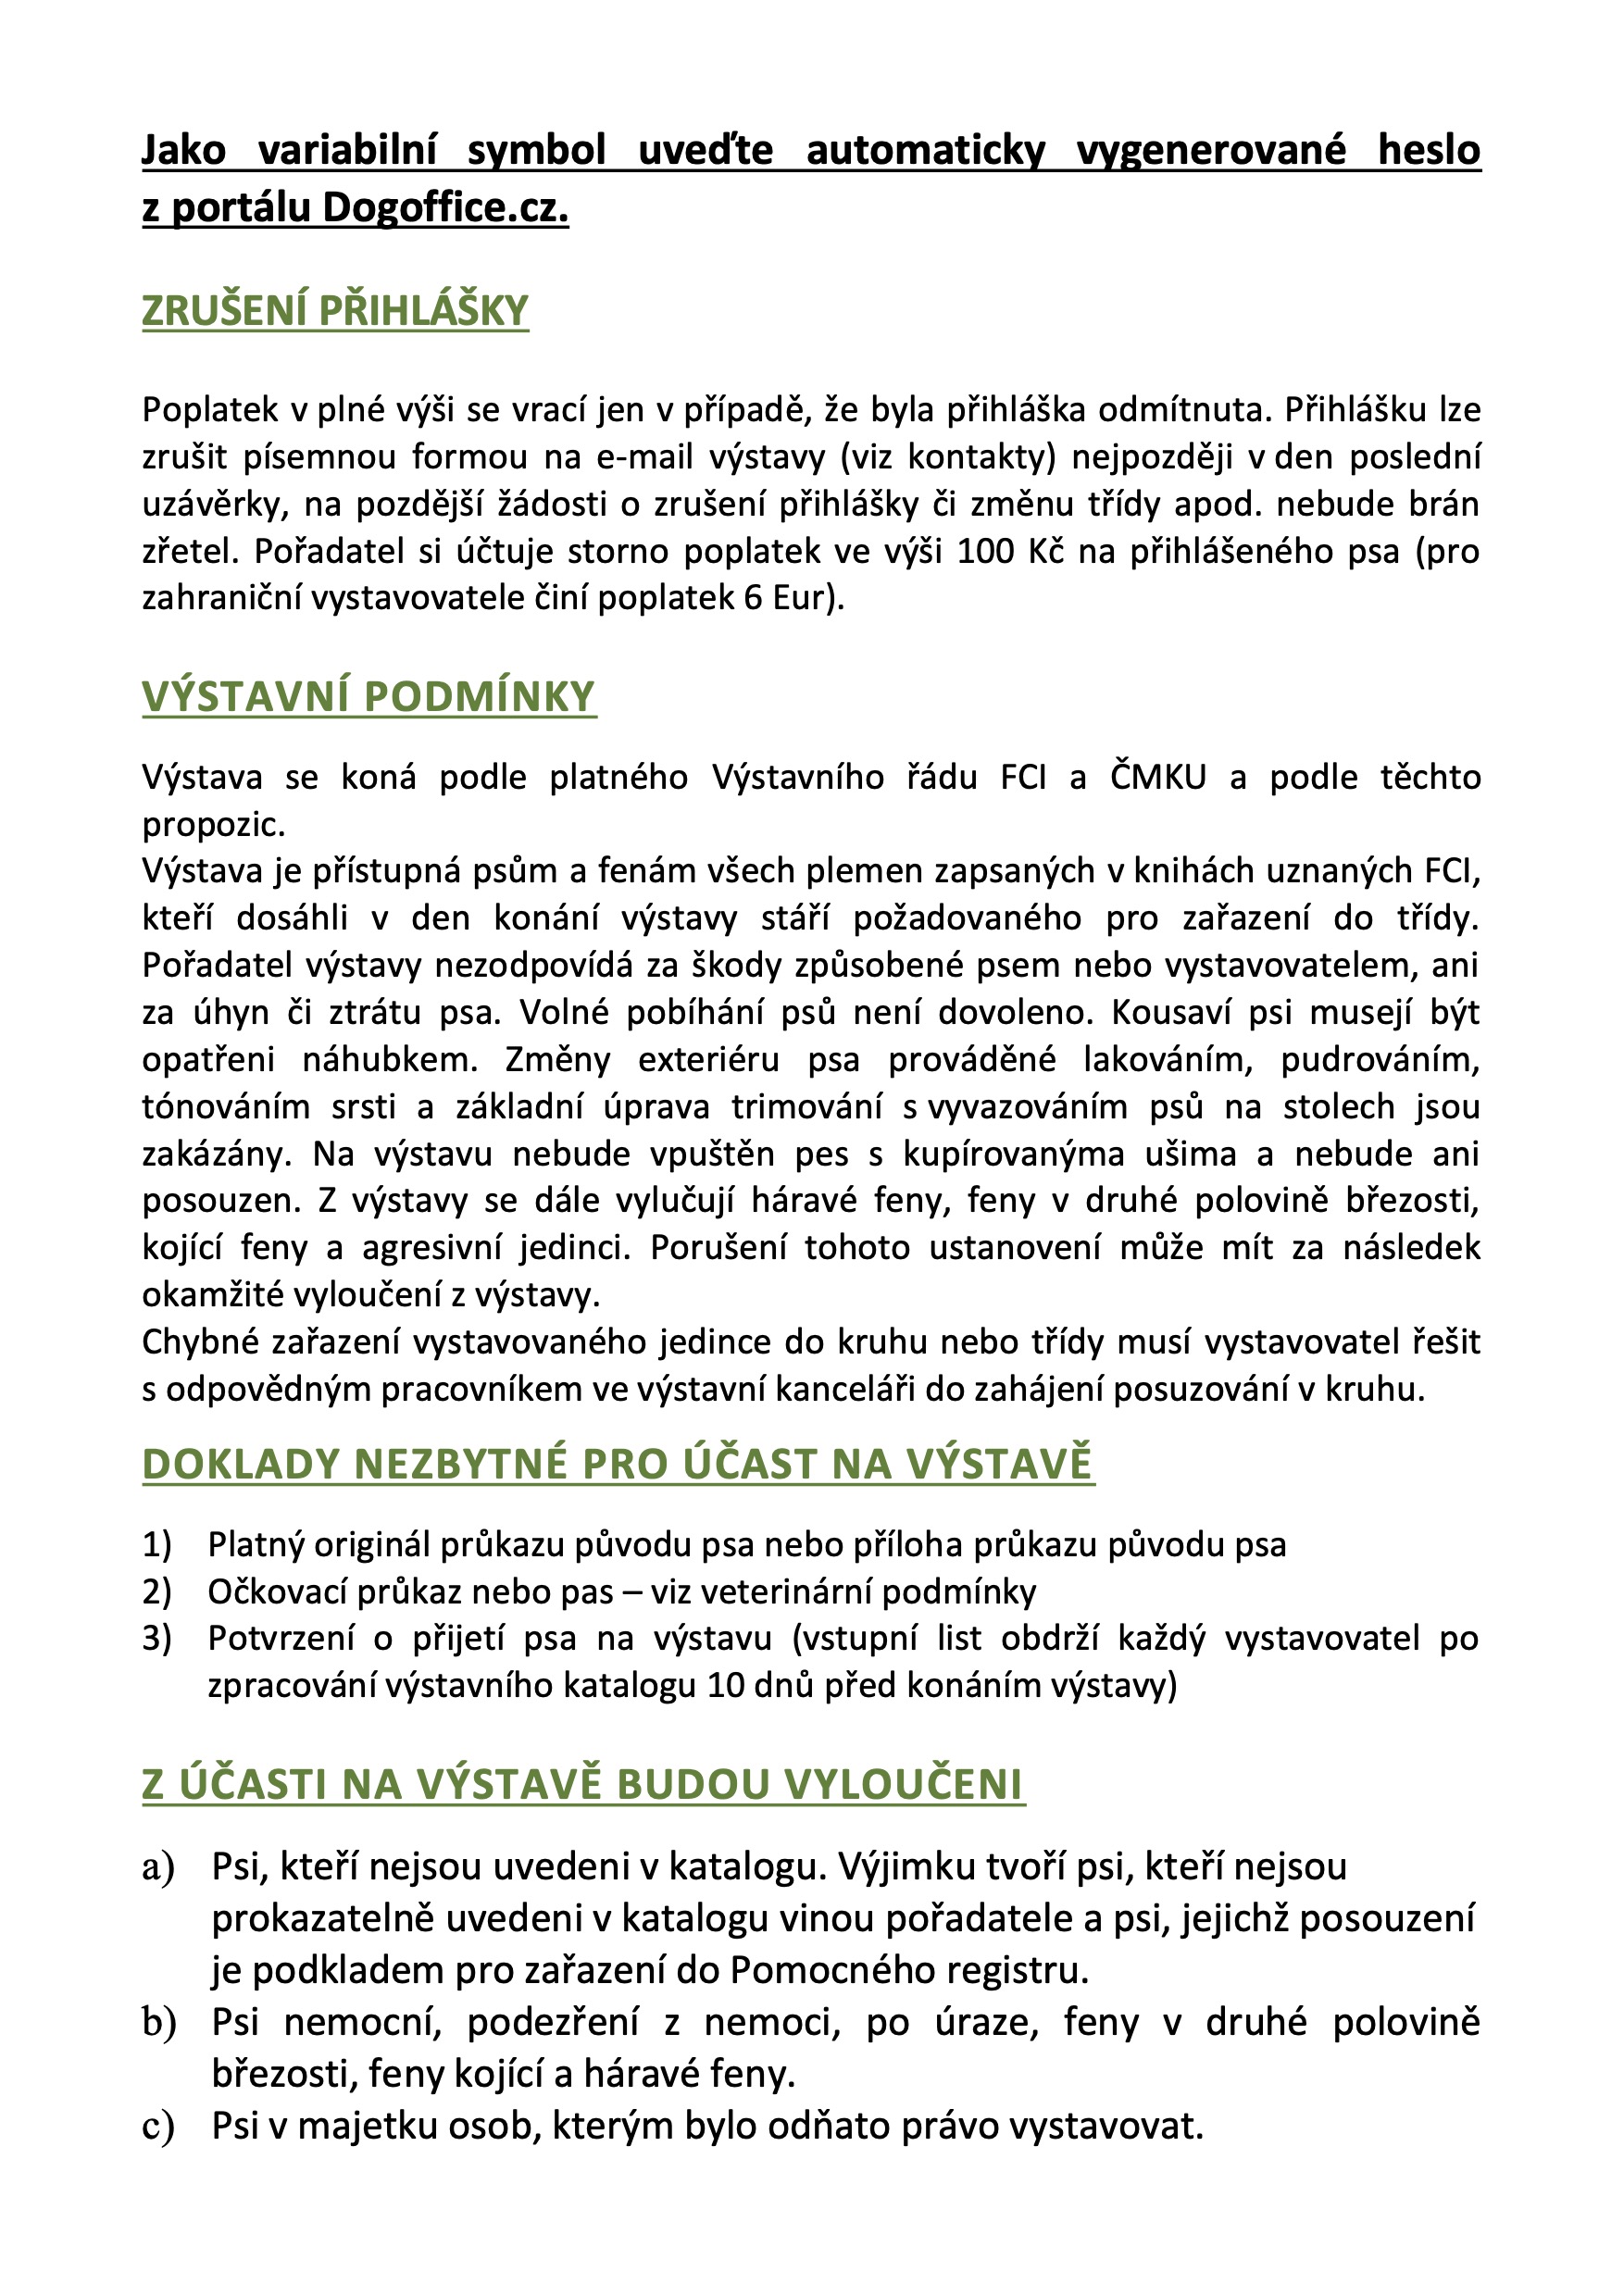 Jako variabilní symbol uveďte automaticky vygenerované heslo
z portálu Dogoffice.cz.
ZRUŠENÍ PŘIHLÁŠKY
Poplatek v plné výši se vrací jen v případě, že byla přihláška odmítnuta. Přihlášku lze
zrušit písemnou formou na e-mail výstavy (viz kontakty) nejpozději v den poslední
uzávěrky, na pozdější žádosti o zrušení přihlášky či změnu třídy apod. nebude brán
zřetel. Pořadatel si účtuje storno poplatek ve výši 100 Kč na přihlášeného psa (pro
zahraniční vystavovatele činí poplatek 6 Eur).
VÝSTAVNÍ PODMÍNKY
Výstava se koná podle platného Výstavního řádu FCI a ČMKU a podle těchto
propozic.
Výstava je přístupná psům a fenám všech plemen zapsaných v knihách uznaných FCI,
kteří dosáhli v den konání výstavy stáří požadovaného pro zařazení do třídy.
Pořadatel výstavy nezodpovídá za škody způsobené psem nebo vystavovatelem, ani
za úhyn či ztrátu psa. Volné pobíhání psů není dovoleno. Kousaví psi musejí být
opatřeni náhubkem. Změny exteriéru psa prováděné lakováním, pudrováním,
tónováním srsti a základní úprava trimování s vyvazováním psů na stolech jsou
zakázány. Na výstavu nebude vpuštěn pes s kupírovanýma ušima a nebude ani
posouzen. Z výstavy se dále vylučují háravé feny, feny v druhé polovině březosti,
kojící feny a agresivní jedinci. Porušení tohoto ustanovení může mít za následek
okamžité vyloučení z výstavy.
Chybné zařazení vystavovaného jedince do kruhu nebo třídy musí vystavovatel řešit
s odpovědným pracovníkem ve výstavní kanceláři do zahájení posuzování v kruhu.
DOKLADY NEZBYTNÉ PRO ÚČAST NA VÝSTAVĚ
1) Platný originál průkazu původu psa nebo příloha průkazu původu psa
2) Očkovací průkaz nebo pas – viz veterinární podmínky
3) Potvrzení o přijetí psa na výstavu (vstupní list obdrží každý vystavovatel po
zpracování výstavního katalogu 10 dnů před konáním výstavy)
Z ÚČASTI NA VÝSTAVĚ BUDOU VYLOUČENI
a) Psi, kteří nejsou uvedeni v katalogu. Výjimku tvoří psi, kteří nejsou
prokazatelně uvedeni v katalogu vinou pořadatele a psi, jejichž posouzení
je podkladem pro zařazení do Pomocného registru.
b) Psi nemocní, podezření z nemoci, po úraze, feny v druhé polovině
březosti, feny kojící a háravé feny.
c) Psi v majetku osob, kterým bylo odňato právo vystavovat.